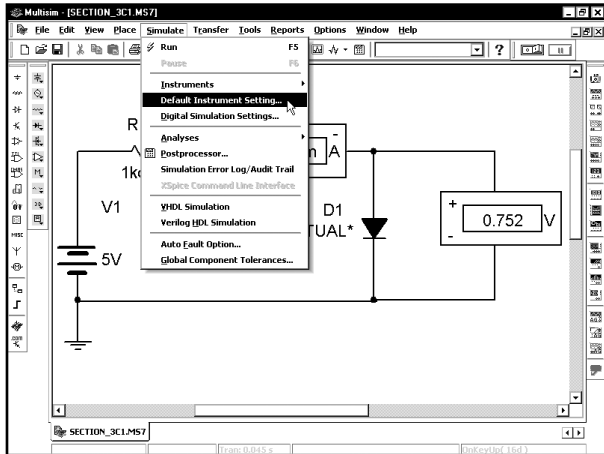 Multisim - [SECTION_3C1.MS7]
File Edit View Place Simulate Transfer Tools Reports Options Window Help
Run F5
Pause F6
Instruments
Default Instrument Setting...
Digital Simulation Settings...
Analyses
Postprocessor...
Simulation Error Log/Audit Trail
XSpice Command Line Interface
VHDL Simulation
Verilog HDL Simulation
Auto Fault Option...
Global Component Tolerances...
R
1k
- 
A
V1
5V
D1
TUAL*
+
0.752 V
-
MISC
SECTION_3C1.MS7
Tran: 0.045 s
OnKeyUp( 16d )